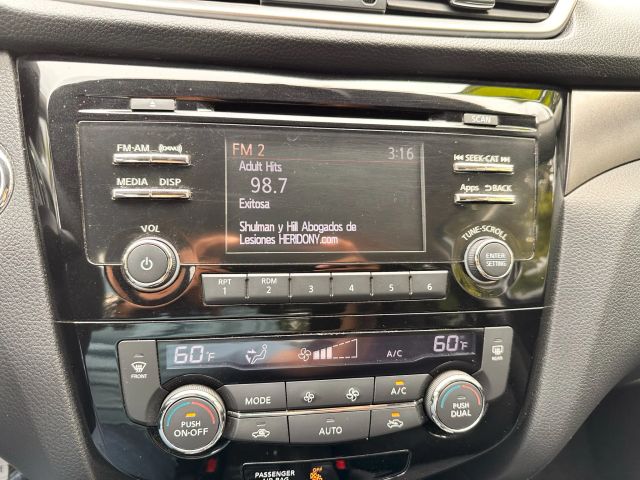 SCAN
FM·AM
MEDIA DISP
FM 2 3:16
Adult Hits
98.7
Exitosa
Shulman y Hill Abogados de
Lesiones HERIDONY.com
SEEK·CAT
Apps BACK
VOL
TUNE·SCROLL
ENTER
SETTING
RPT
1
RDM
2
3
4
5
6
FRONT
60°F
A/C
60°F
REAR
PUSH
ON·OFF
MODE
A/C
AUTO
PUSH
DUAL
PASSENGER
AIR BAG